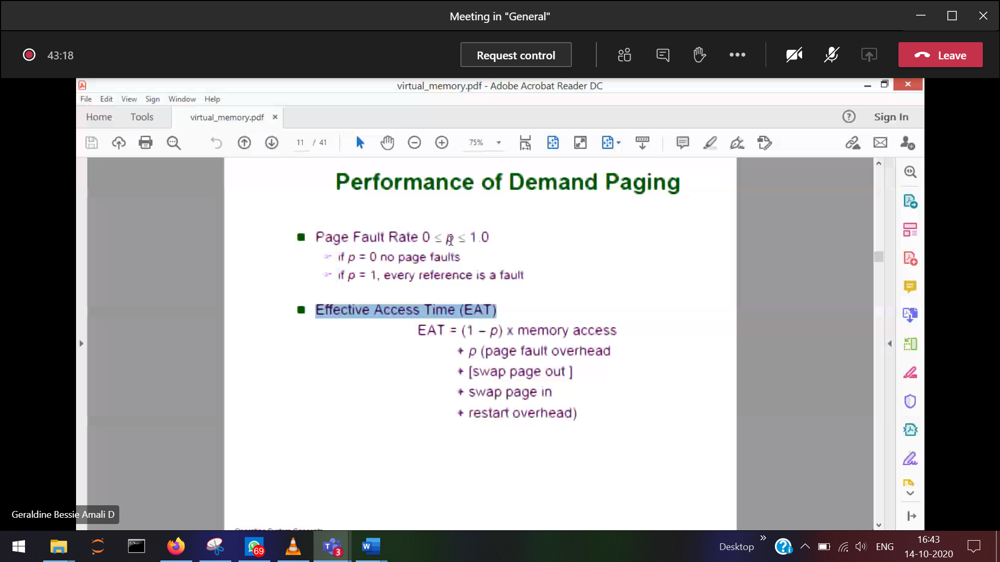 Meeting in "General"
43:18
Request control
Leave
virtual_memory.pdf - Adobe Acrobat Reader DC
File Edit View Sign Window Help
Home Tools virtual_memory.pdf × Sign In
11 / 41 75%
Performance of Demand Paging
Page Fault Rate 0 ≤ p ≤ 1.0
if p = 0 no page faults
if p = 1, every reference is a fault
Effective Access Time (EAT)
EAT = (1 – p) x memory access
+ p (page fault overhead
+ [swap page out ]
+ swap page in
+ restart overhead)
Geraldine Bessie Amali D
Operating System Concepts
69
3
Desktop
ENG
16:43
14-10-2020